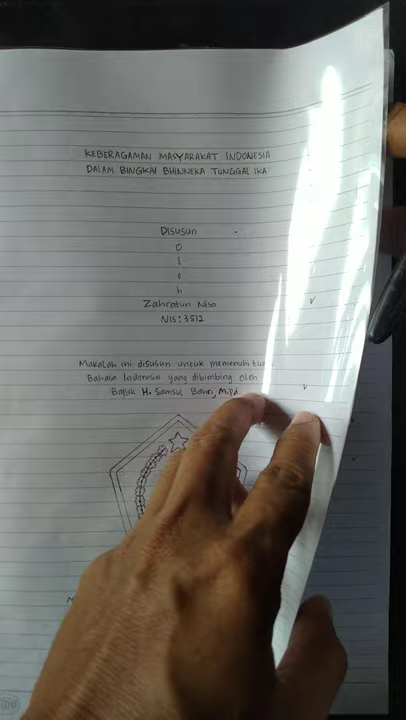 KEBERAGAMAN MASYARAKAT INDONESIA
DALAM BINGKAI BHINNEKA TUNGGAL IKA
Disusun
O
l
e
h
Zahratun Nisa
NIS: 3512
Makalah ini disusun untuk memenuhi
Bahasa Indonesia yang dibimbing oleh
Bapak H. Samsul Bahri, M.Pd.